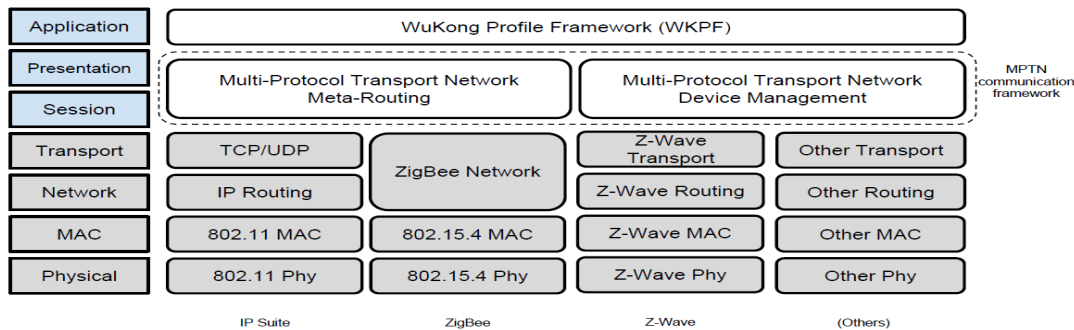 Application
WuKong Profile Framework (WKPF)
Presentation
Multi-Protocol Transport Network
Meta-Routing
Multi-Protocol Transport Network
Device Management
MPTN
communication
framework
Session
Transport
TCP/UDP
ZigBee Network
Z-Wave
Transport
Other Transport
Network
IP Routing
Z-Wave Routing
Other Routing
MAC
802.11 MAC
802.15.4 MAC
Z-Wave MAC
Other MAC
Physical
802.11 Phy
802.15.4 Phy
Z-Wave Phy
Other Phy
IP Suite
ZigBee
Z-Wave
(Others)